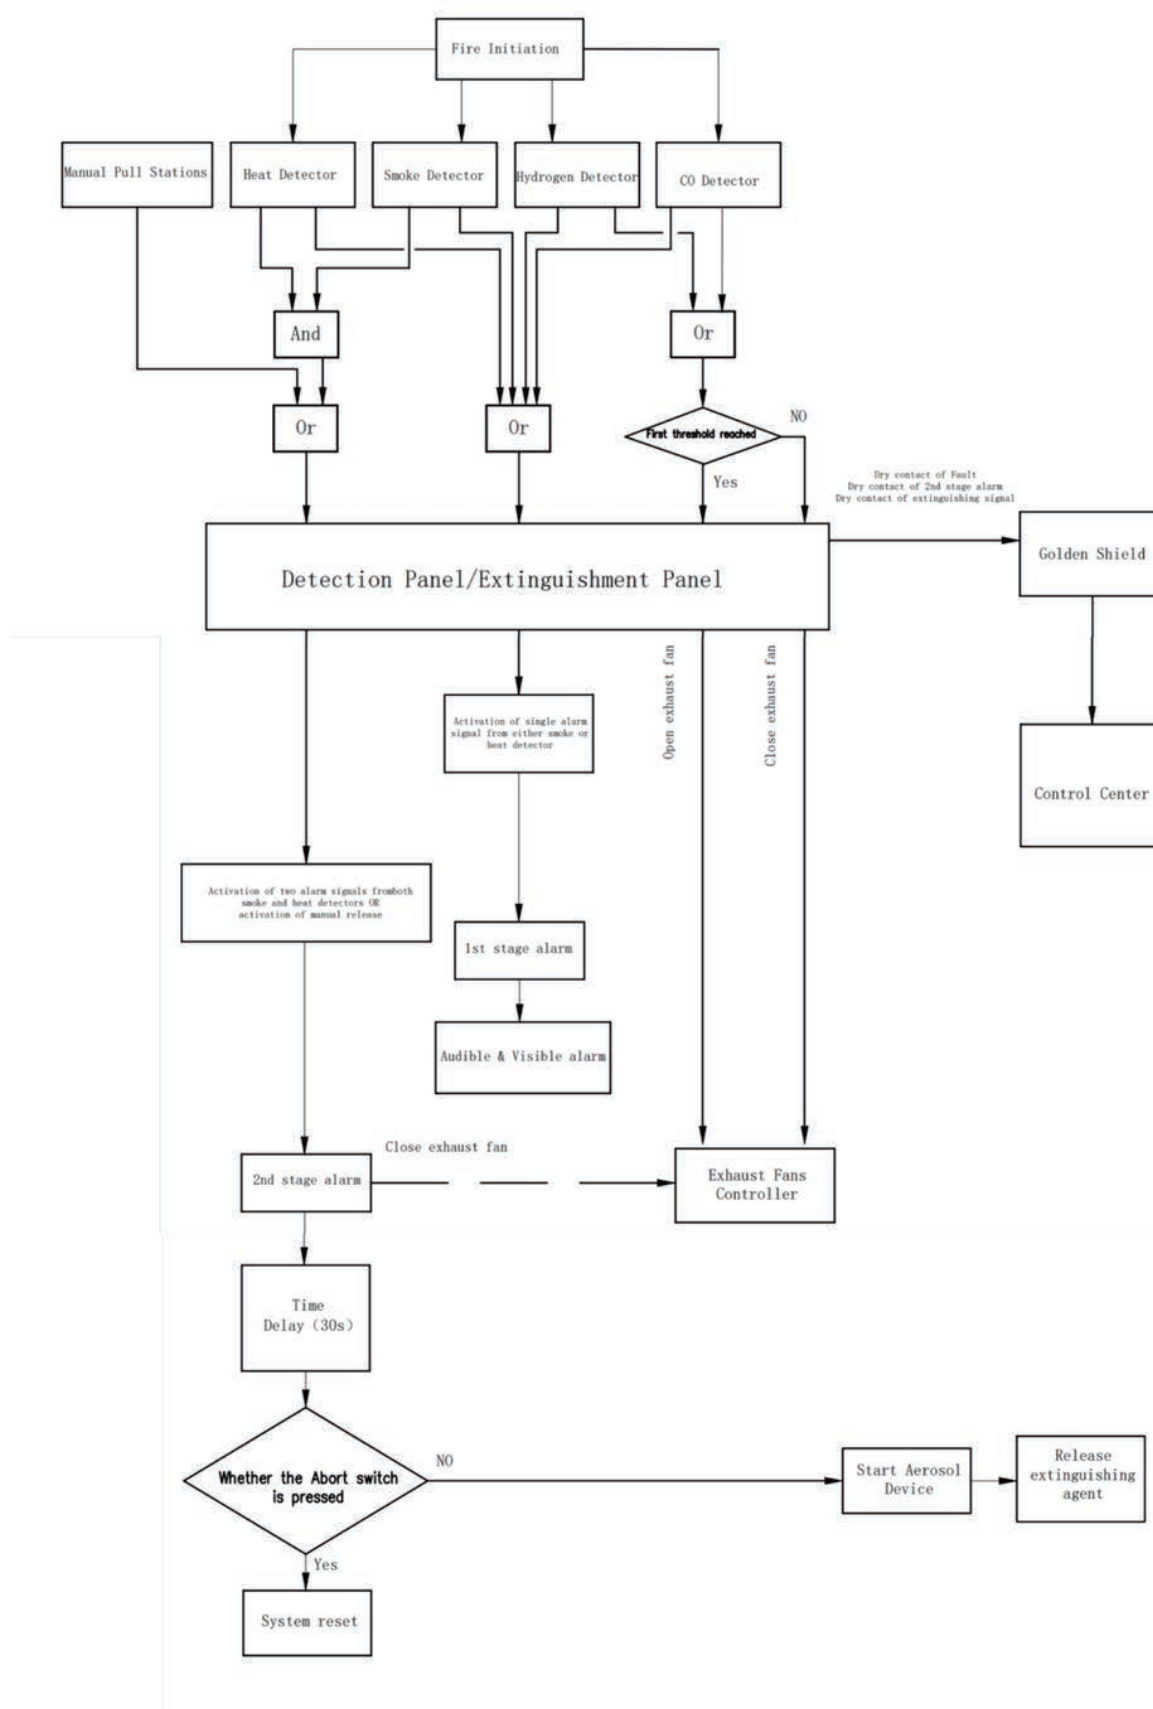 Fire Initiation
Manual Pull Stations
Heat Detector
Smoke Detector
Hydrogen Detector
CO Detector
And
Or
Or
Or
First threshold reached
NO
Yes
Dry contact of Fault
Dry contact of 2nd stage alarm
Dry contact of extinguishing signal
Golden Shield
Detection Panel/Extinguishment Panel
Open exhaust fan
Close exhaust fan
Activation of single alarm
signal from either smoke or
heat detector
Control Center
Activation of two alarm signals fromboth
smoke and heat detectors OR
activation of manual release
1st stage alarm
Audible & Visible alarm
Close exhaust fan
2nd stage alarm
Exhaust Fans
Controller
Time
Delay（30s）
Whether the Abort switch
is pressed
NO
Start Aerosol
Device
Release
extinguishing
agent
Yes
System reset